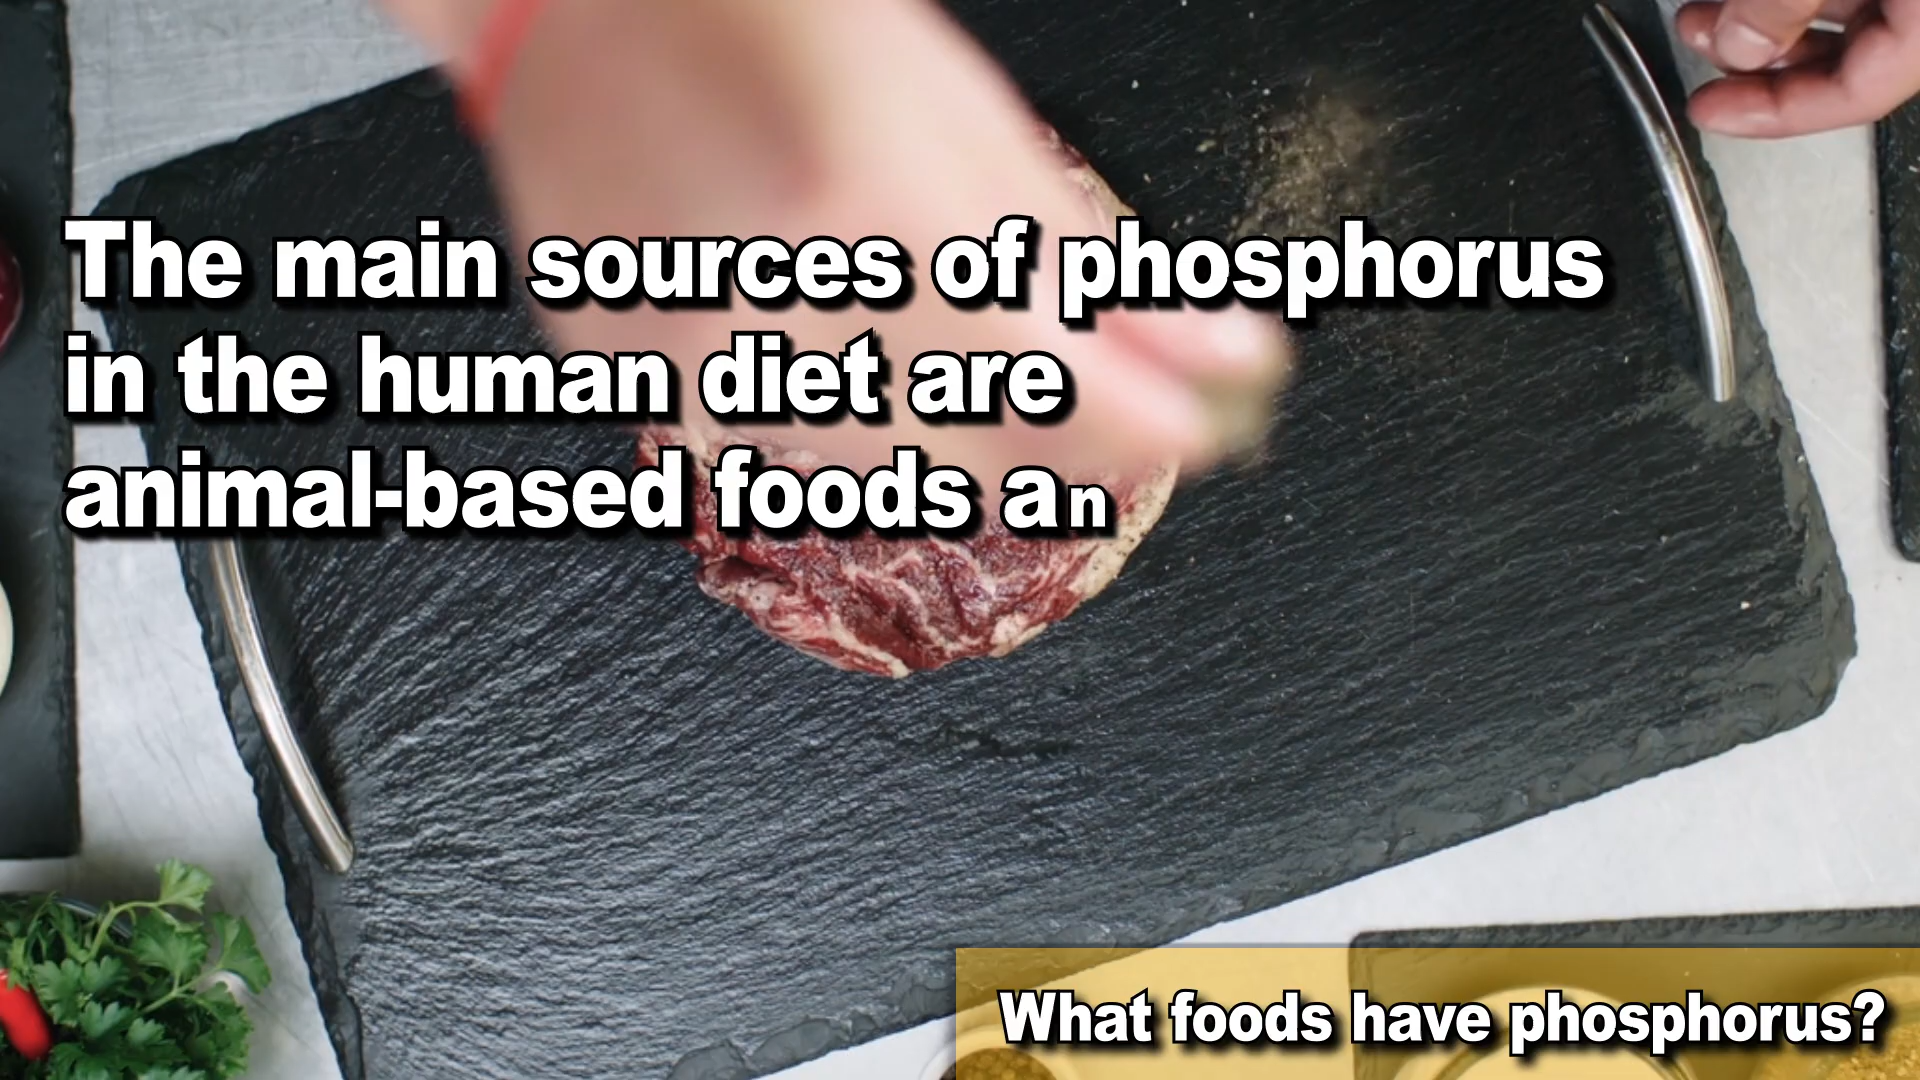 The main sources of phosphorus
in the human diet are
animal-based foods an
What foods have phosphorus?